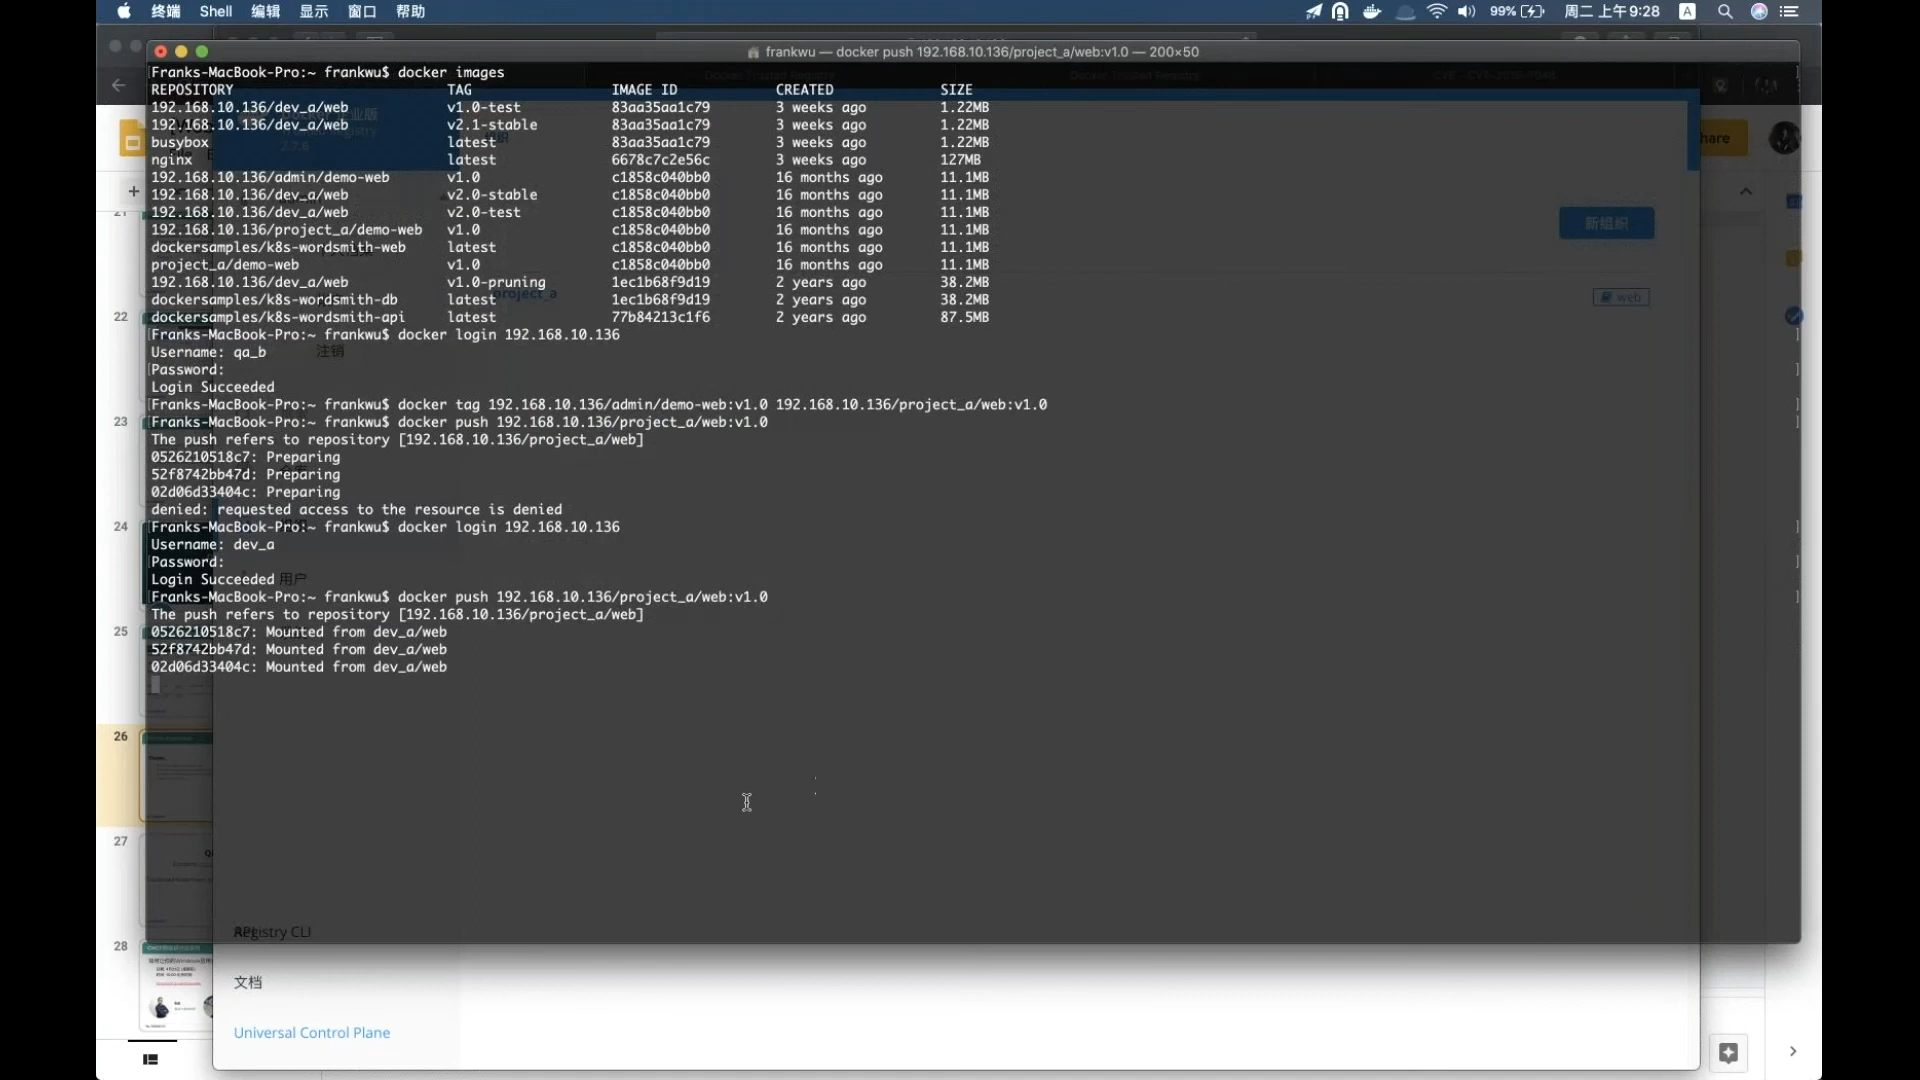 终端 Shell 编辑 显示 窗口 帮助 99% 周二 上午9:28 A
frankwu — docker push 192.168.10.136/project_a/web:v1.0 — 200×50
Franks-MacBook-Pro:~ frankwu$ docker images
REPOSITORY TAG IMAGE ID CREATED SIZE
192.168.10.136/dev_a/web v1.0-test 83aa35aa1c79 3 weeks ago 1.22MB
192.168.10.136/dev_a/web v2.1-stable 83aa35aa1c79 3 weeks ago 1.22MB
busybox latest 83aa35aa1c79 3 weeks ago 1.22MB
nginx latest 6678c7c2e56c 3 weeks ago 127MB
192.168.10.136/admin/demo-web v1.0 c1858c040bb0 16 months ago 11.1MB
192.168.10.136/dev_a/web v2.0-stable c1858c040bb0 16 months ago 11.1MB
192.168.10.136/dev_a/web v2.0-test c1858c040bb0 16 months ago 11.1MB
192.168.10.136/project_a/demo-web v1.0 c1858c040bb0 16 months ago 11.1MB
dockersamples/k8s-wordsmith-web latest c1858c040bb0 16 months ago 11.1MB
project_a/demo-web v1.0 c1858c040bb0 16 months ago 11.1MB
192.168.10.136/dev_a/web v1.0-pruning 1ec1b68f9d19 2 years ago 38.2MB
dockersamples/k8s-wordsmith-db latest 1ec1b68f9d19 2 years ago 38.2MB
dockersamples/k8s-wordsmith-api latest 77b84213c1f6 2 years ago 87.5MB
Franks-MacBook-Pro:~ frankwu$ docker login 192.168.10.136
Username: qa_b
Password:
Login Succeeded
Franks-MacBook-Pro:~ frankwu$ docker tag 192.168.10.136/admin/demo-web:v1.0 192.168.10.136/project_a/web:v1.0
Franks-MacBook-Pro:~ frankwu$ docker push 192.168.10.136/project_a/web:v1.0
The push refers to repository [192.168.10.136/project_a/web]
0526210518c7: Preparing
52f8742bb47d: Preparing
02d06d33404c: Preparing
denied: requested access to the resource is denied
Franks-MacBook-Pro:~ frankwu$ docker login 192.168.10.136
Username: dev_a
Password:
Login Succeeded
Franks-MacBook-Pro:~ frankwu$ docker push 192.168.10.136/project_a/web:v1.0
The push refers to repository [192.168.10.136/project_a/web]
0526210518c7: Mounted from dev_a/web
52f8742bb47d: Mounted from dev_a/web
02d06d33404c: Mounted from dev_a/web
hare
新组织
project_a
web
注销
用户
22
23
24
25
26
27
28
Registry CLI
文档
Universal Control Plane